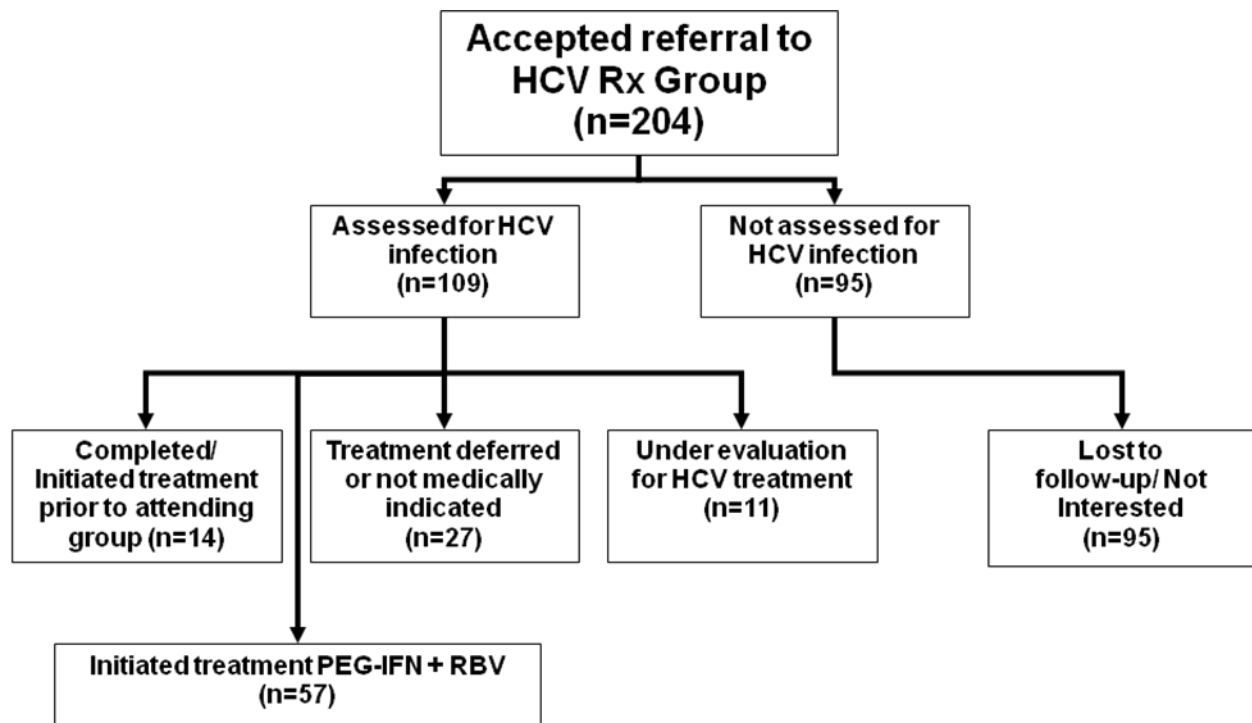 Accepted referral to
HCV Rx Group
(n=204)
Assessed for HCV
infection
(n=109)
Not assessed for
HCV infection
(n=95)
Completed/
Initiated treatment
prior to attending
group (n=14)
Treatment deferred
or not medically
indicated
(n=27)
Under evaluation
for HCV treatment
(n=11)
Lost to
follow-up/ Not
Interested
(n=95)
Initiated treatment PEG-IFN + RBV
(n=57)